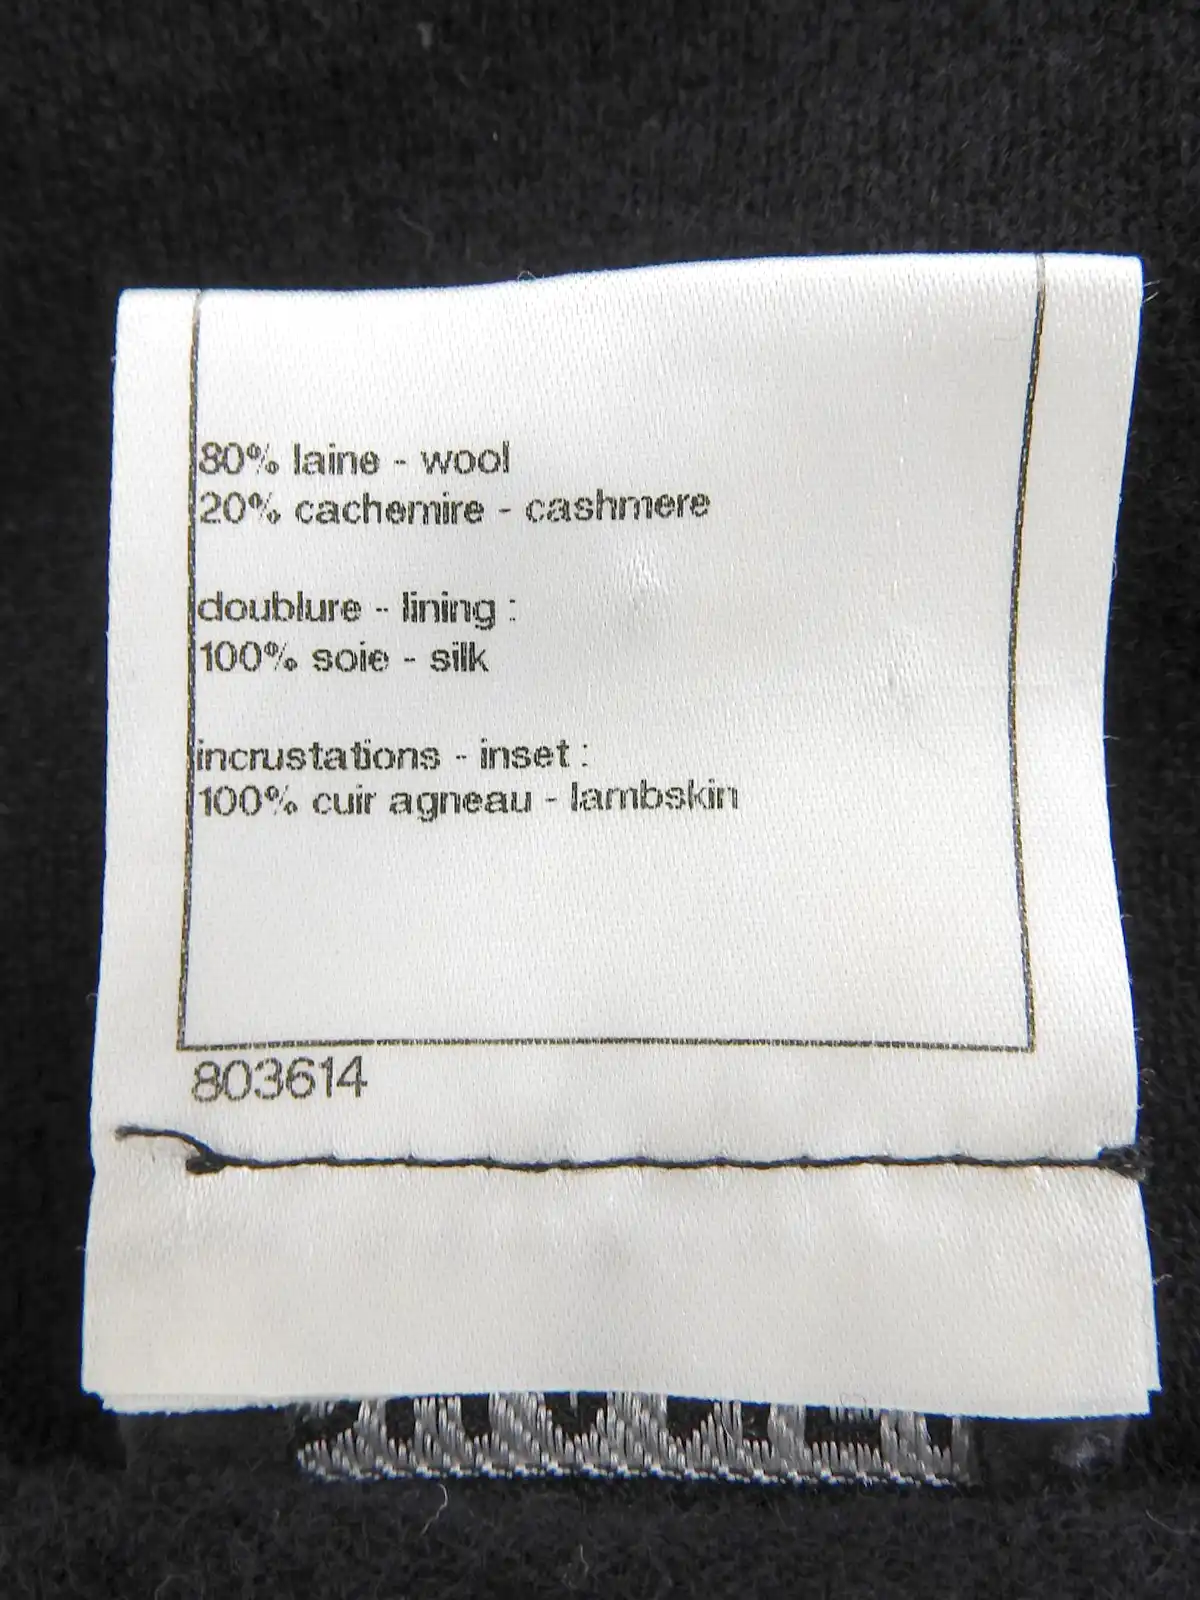 80% laine - wool
20% cachemire - cashmere
doublure - lining :
100% soie - silk
incrustations - inset :
100% cuir agneau - lambskin
803614